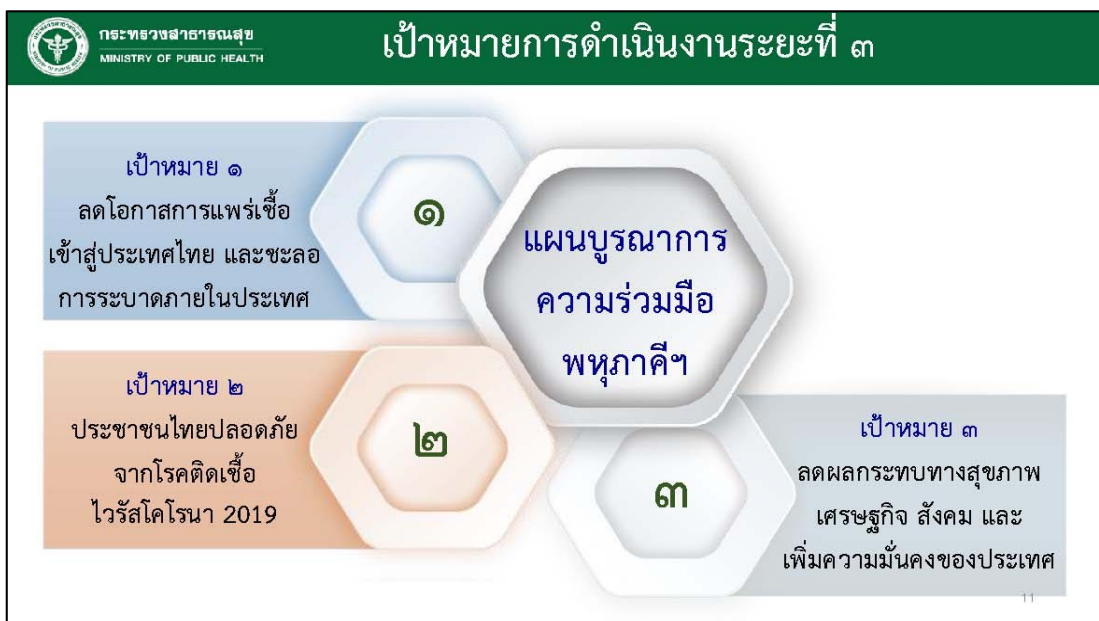 กระทรวงสาธารณสุข
MINISTRY OF PUBLIC HEALTH
เป้าหมายการดำเนินงานระยะที่ ๓
เป้าหมาย ๑
ลดโอกาสการแพร่เชื้อ
เข้าสู่ประเทศไทย และชะลอ
การระบาดภายในประเทศ
๑
แผนบูรณาการ
ความร่วมมือ
พหุภาคีฯ
เป้าหมาย ๒
ประชาชนไทยปลอดภัย
จากโรคติดเชื้อ
ไวรัสโคโรนา 2019
๒
๓
เป้าหมาย ๓
ลดผลกระทบทางสุขภาพ
เศรษฐกิจ สังคม และ
เพิ่มความมั่นคงของประเทศ
11